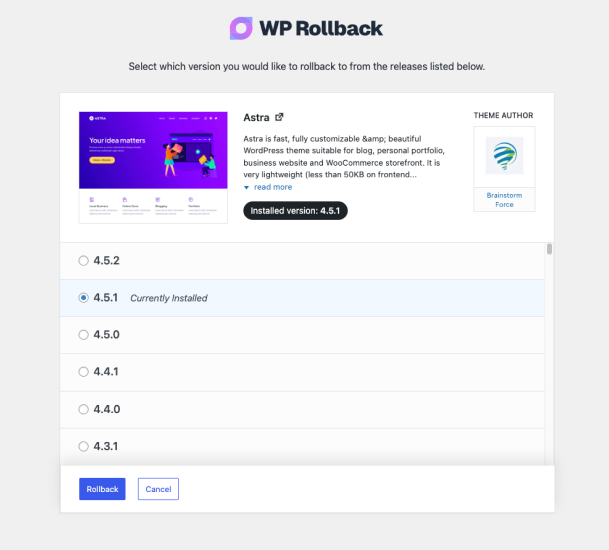 WP Rollback
Select which version you would like to rollback to from the releases listed below.
ASTRA
Your idea
matters
Astra
Astra is fast, fully customizable &amp; beautiful
WordPress theme suitable for blog, personal portfolio,
business website and WooCommerce storefront. It is
very lightweight (less than 50KB on frontend...
read more
Installed version: 4.5.1
THEME AUTHOR
Brainstorm
Force
4.5.2
4.5.1 Currently Installed
4.5.0
4.4.1
4.4.0
4.3.1
Rollback Cancel